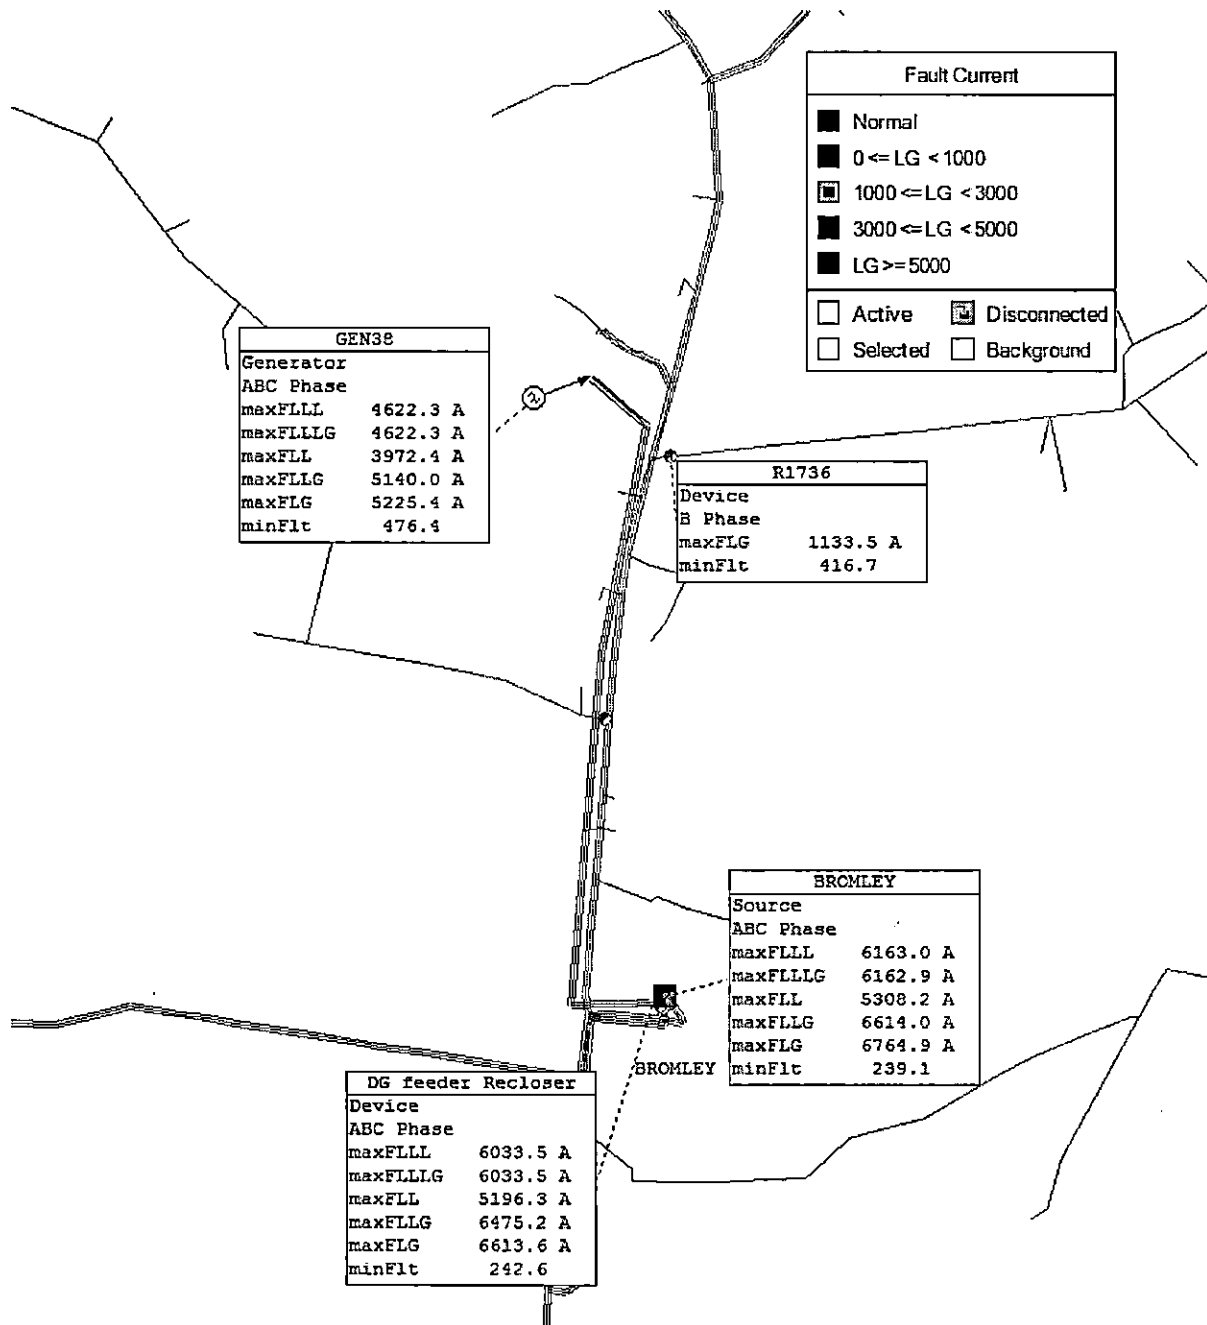 Fault Current
Normal
0 <= LG < 1000
1000 <= LG < 3000
3000 <= LG < 5000
LG >= 5000
Active Disconnected
Selected Background
GEN38
Generator
ABC Phase
maxFLLL 4622.3 A
maxFLLLG 4622.3 A
maxFLL 3972.4 A
maxFLLG 5140.0 A
maxFLG 5225.4 A
minFlt 476.4
R1736
Device
B Phase
maxFLG 1133.5 A
minFlt 416.7
BROMLEY
Source
ABC Phase
maxFLLL 6163.0 A
maxFLLLG 6162.9 A
maxFLL 5308.2 A
maxFLLG 6614.0 A
maxFLG 6764.9 A
minFlt 239.1
BROMLEY
DG feeder Recloser
Device
ABC Phase
maxFLLL 6033.5 A
maxFLLLG 6033.5 A
maxFLL 5196.3 A
maxFLLG 6475.2 A
maxFLG 6613.6 A
minFlt 242.6